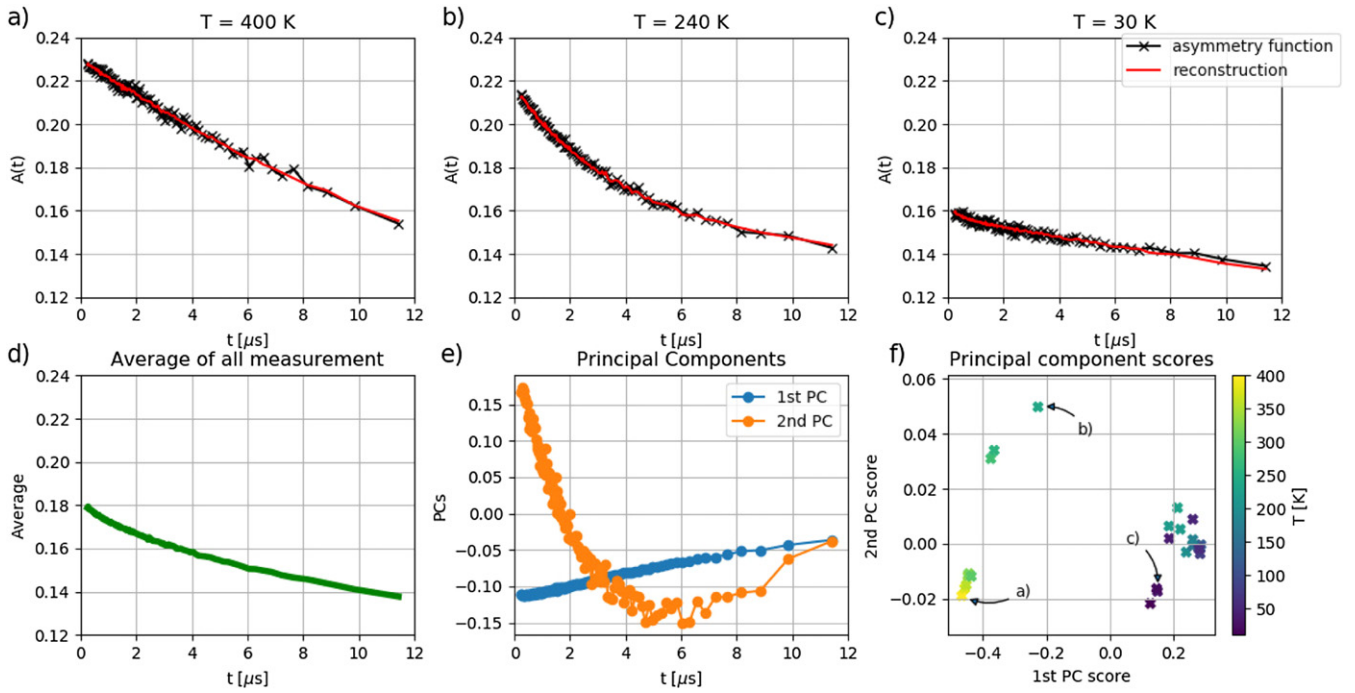 a) T = 400 K
b) T = 240 K
c) T = 30 K
asymmetry function
reconstruction
0.24
0.22
0.20
0.18
0.16
0.14
0.12
A(t)
0 2 4 6 8 10 12
t [μs]
0.24
0.22
0.20
0.18
0.16
0.14
0.12
A(t)
0 2 4 6 8 10 12
t [μs]
0.24
0.22
0.20
0.18
0.16
0.14
0.12
A(t)
0 2 4 6 8 10 12
t [μs]
d) Average of all measurement
0.24
0.22
0.20
0.18
0.16
0.14
0.12
Average
0 2 4 6 8 10 12
t [μs]
e) Principal Components
1st PC
2nd PC
0.15
0.10
0.05
0.00
−0.05
−0.10
−0.15
PCs
0 2 4 6 8 10 12
t [μs]
f) Principal component scores
0.06
0.04
0.02
0.00
−0.02
2nd PC score
b)
c)
a)
−0.4 −0.2 0.0 0.2
1st PC score
400
350
300
250
200
150
100
50
T [K]